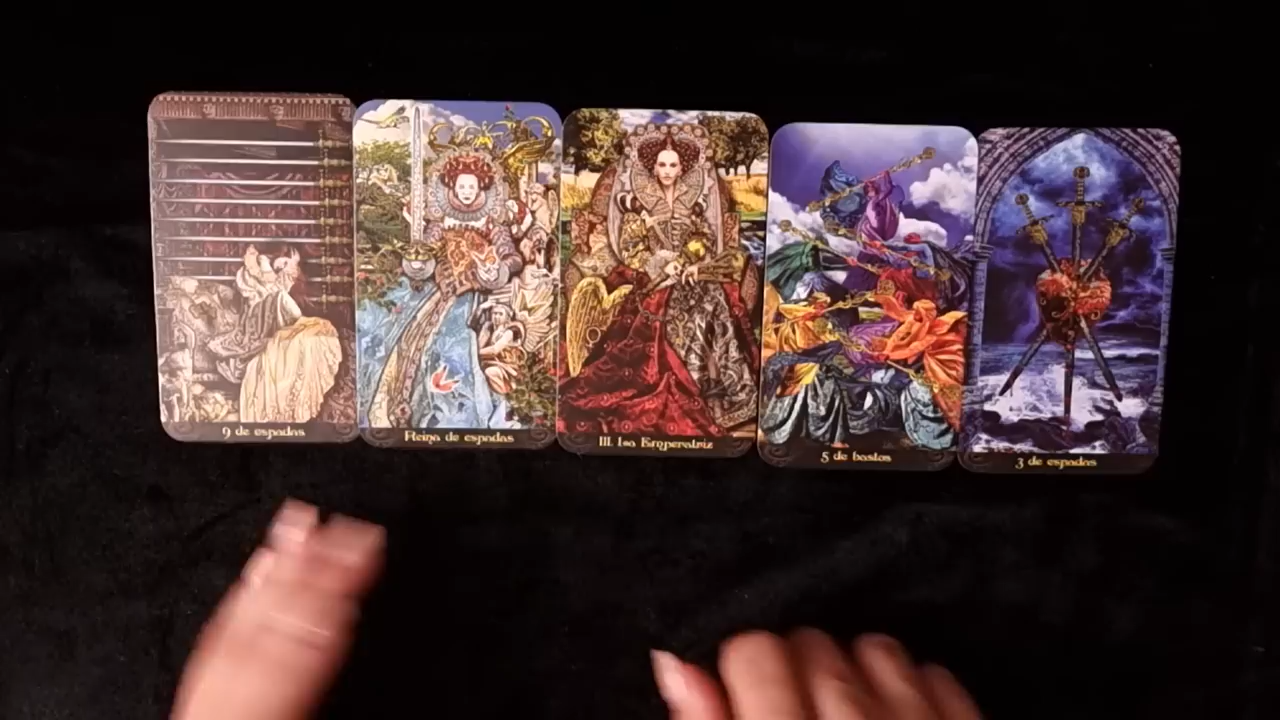 9 de espadas
Reina de espadas
III. La Emperatriz
5 de bastos
3 de espadas